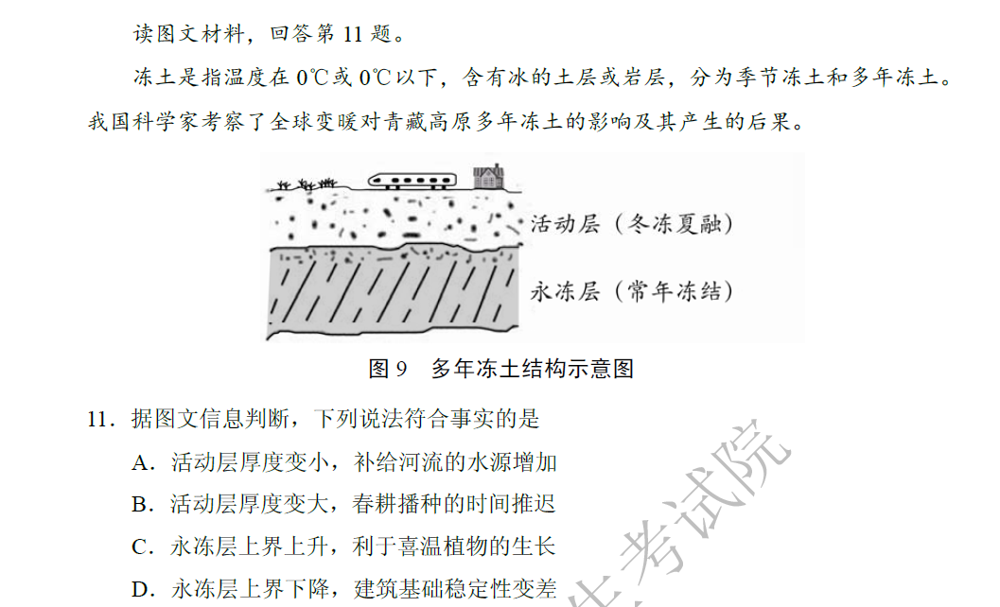 读图文材料，回答第 11 题。
冻土是指温度在 0℃或 0℃以下，含有冰的土层或岩层，分为季节冻土和多年冻土。
我国科学家考察了全球变暖对青藏高原多年冻土的影响及其产生的后果。
活动层（冬冻夏融）
永冻层（常年冻结）
图 9 多年冻土结构示意图
11．据图文信息判断，下列说法符合事实的是
A．活动层厚度变小，补给河流的水源增加
B．活动层厚度变大，春耕播种的时间推迟
C．永冻层上界上升，利于喜温植物的生长
D．永冻层上界下降，建筑基础稳定性变差
生考试院